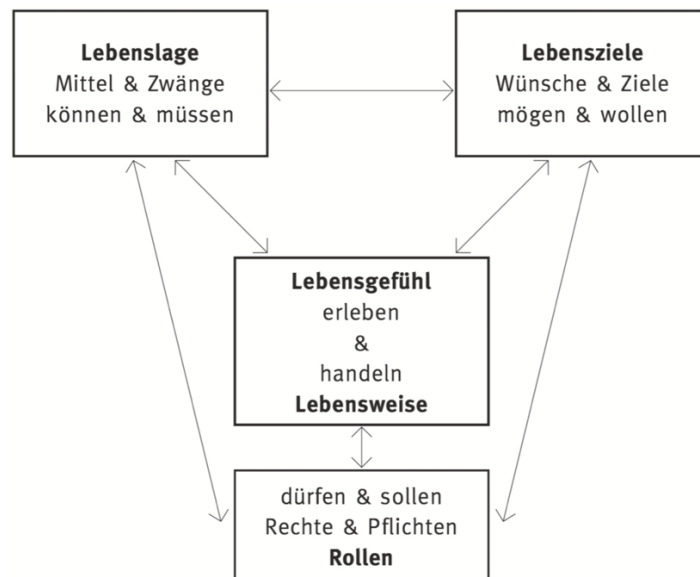 Lebenslage
Mittel & Zwänge
können & müssen
Lebensziele
Wünsche & Ziele
mögen & wollen
Lebensgefühl
erleben
&
handeln
Lebensweise
dürfen & sollen
Rechte & Pflichten
Rollen